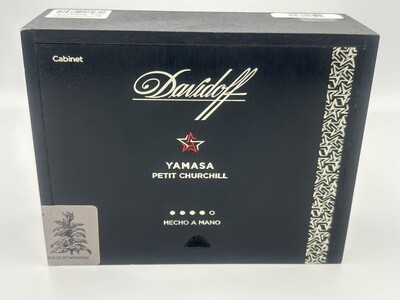 Cabinet
Davidoff
YAMASA
PETIT CHURCHILL
HECHO A MANO